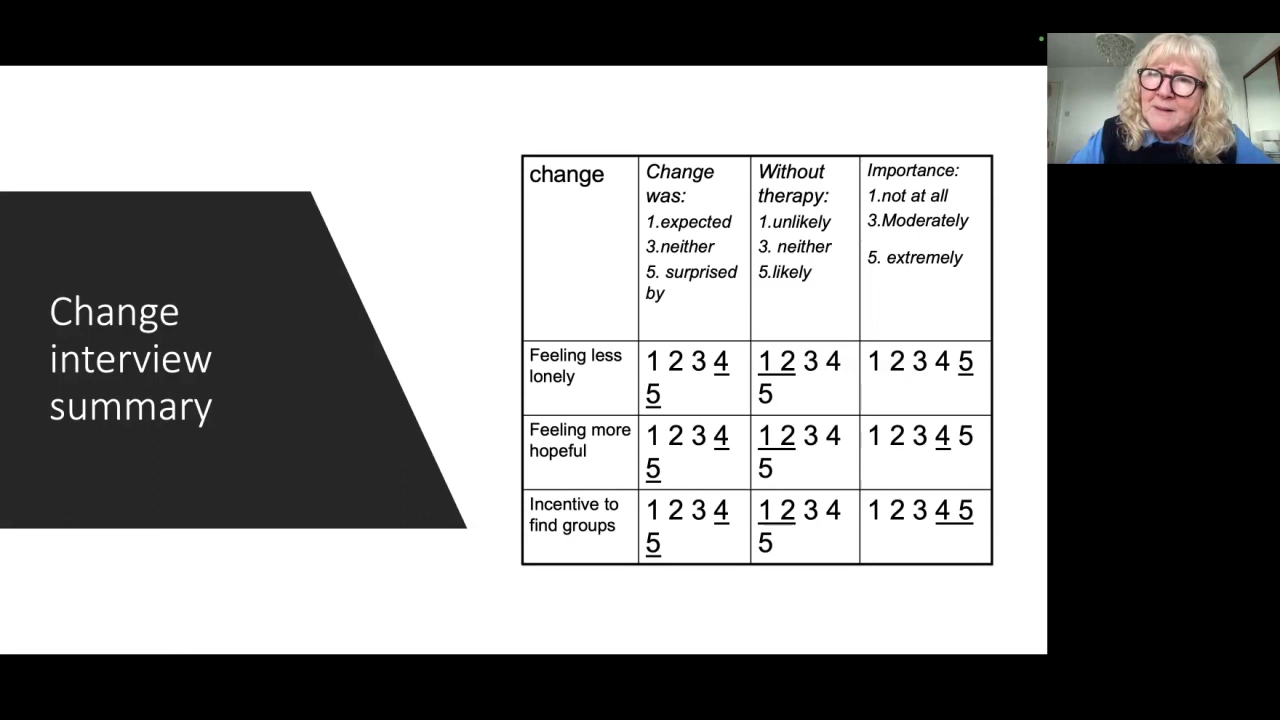 Change
interview
summary
change
Change
was:
1.expected
3.neither
5. surprised
by
Without
therapy:
1.unlikely
3. neither
5.likely
Importance:
1.not at all
3.Moderately
5. extremely
Feeling less
lonely
1 2 3 4
5
1 2 3 4
5
1 2 3 4 5
Feeling more
hopeful
1 2 3 4
5
1 2 3 4
5
1 2 3 4 5
Incentive to
find groups
1 2 3 4
5
1 2 3 4
5
1 2 3 4 5